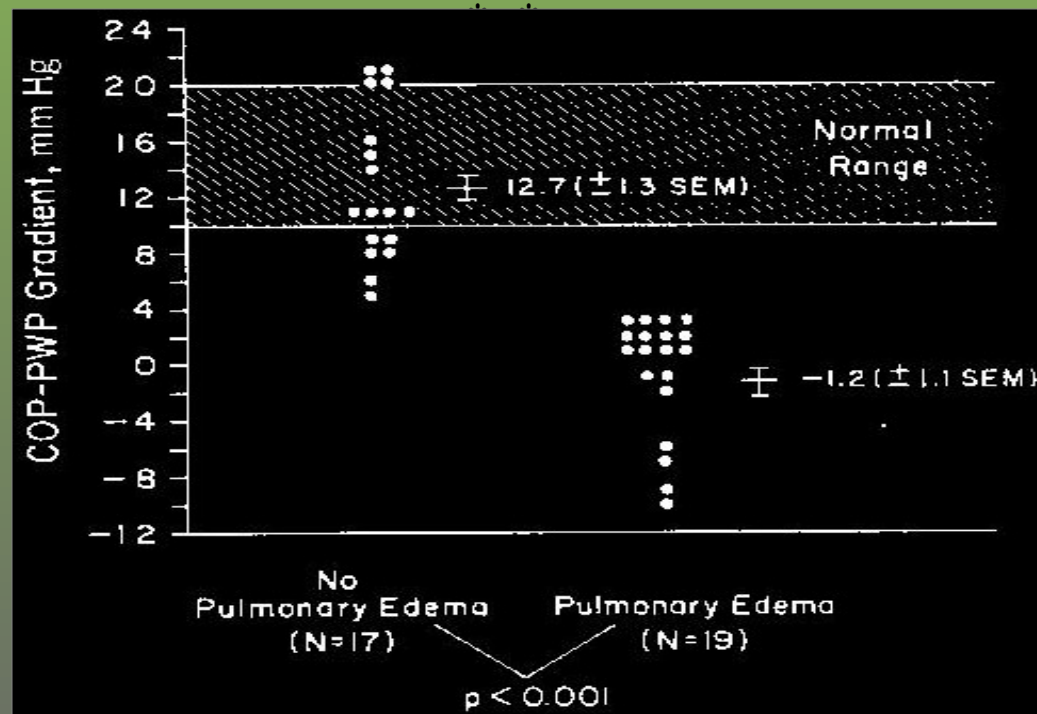 COP-PWP Gradient, mm Hg
24
20
16
12
8
4
0
-4
-8
-12
Normal
Range
12.7 (±1.3 SEM)
-1.2 (±1.1 SEM)
No
Pulmonary Edema
(N=17)
Pulmonary Edema
(N=19)
p < 0.001